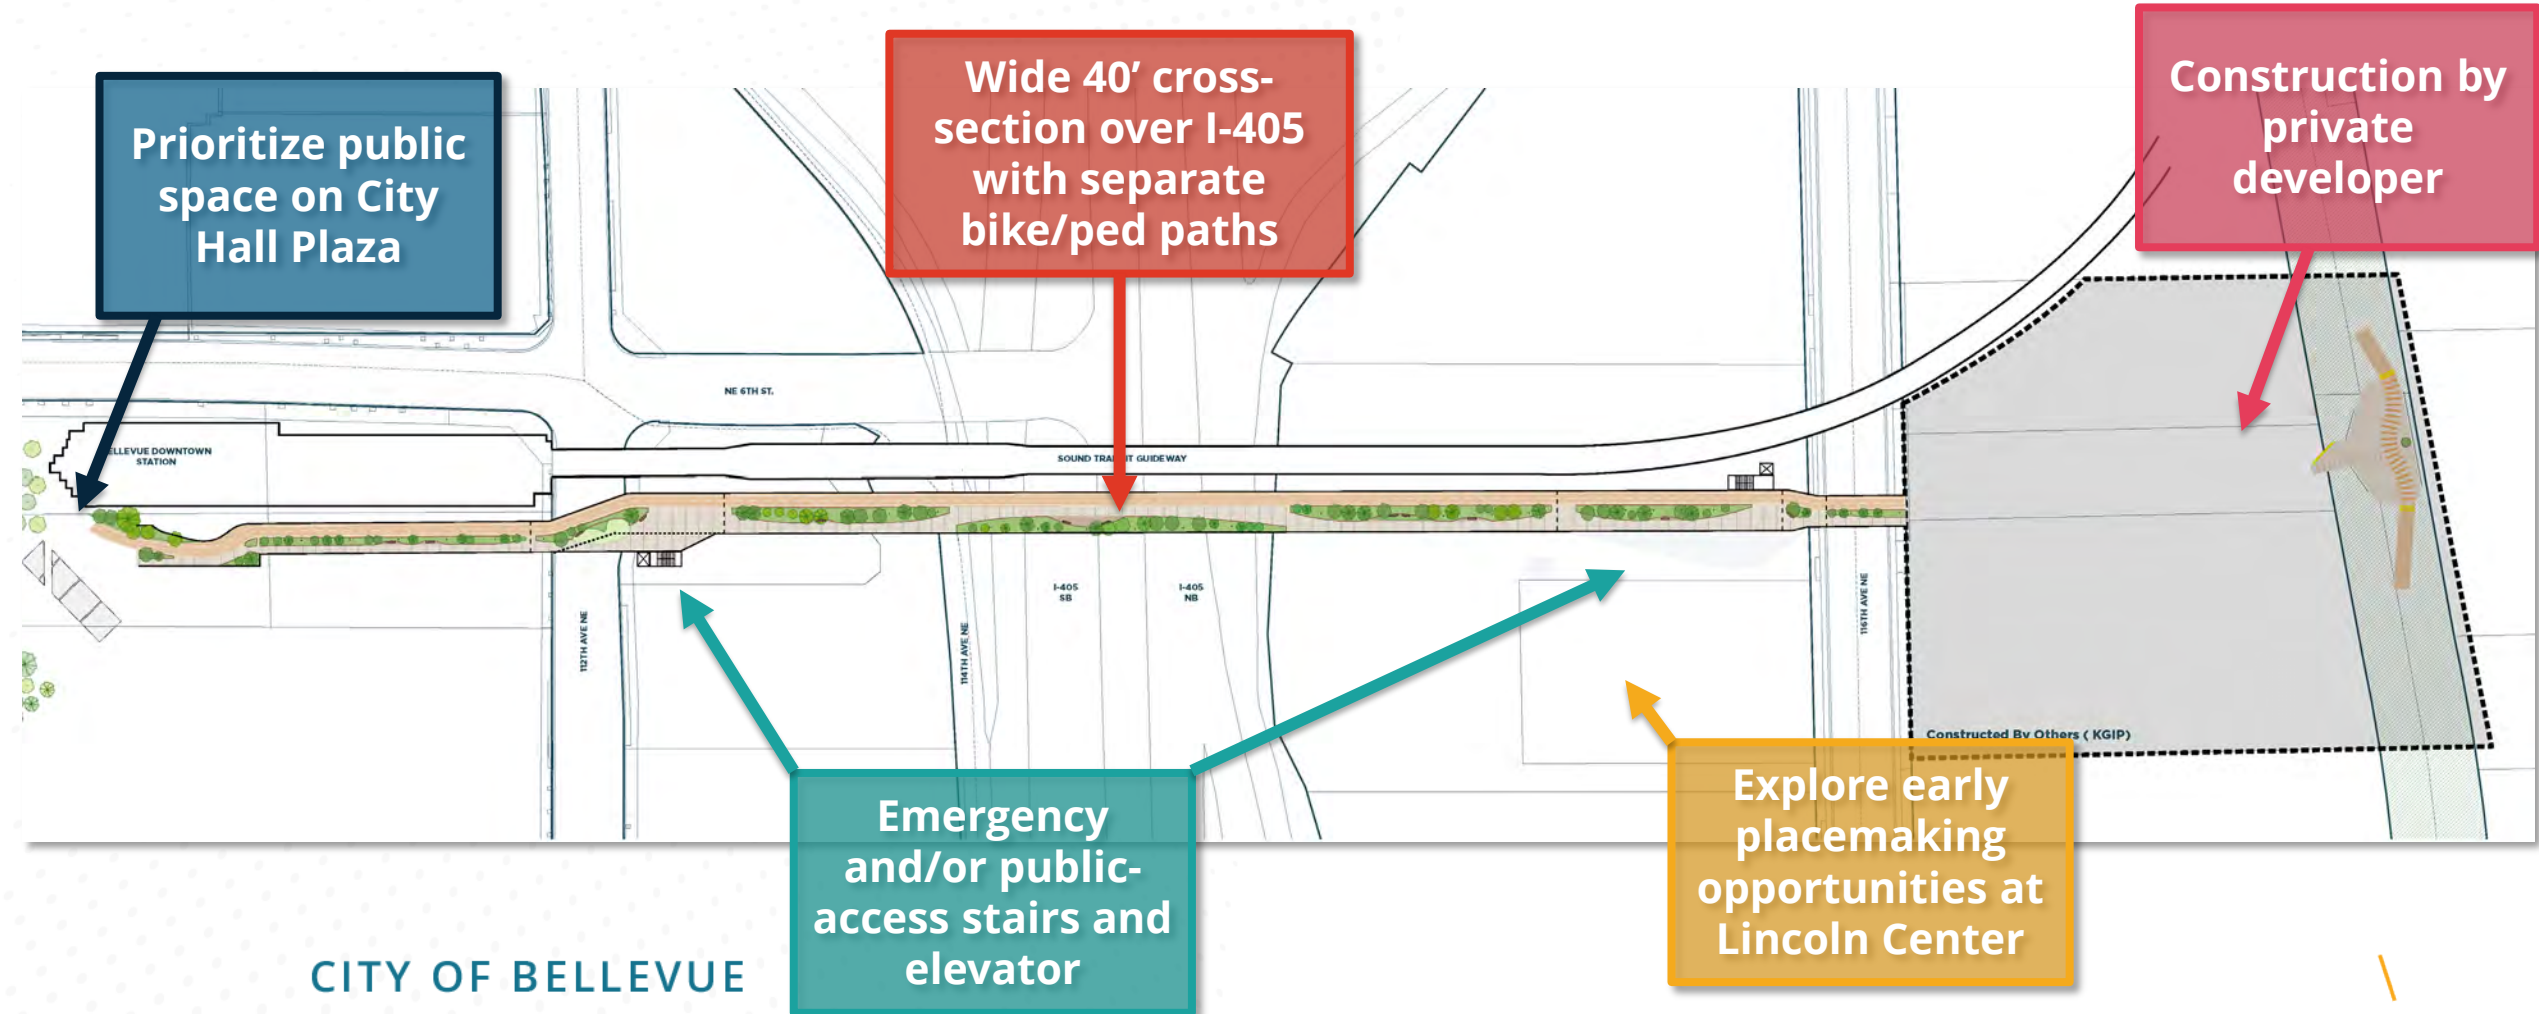 Prioritize public
space on City
Hall Plaza
Wide 40’ cross-
section over I-405
with separate
bike/ped paths
Construction by
private
developer
NE 6TH ST.
ELLEVUE DOWNTOWN
STATION
SOUND TRA IT GUIDEWAY
I-405
SB
I-405
NB
112TH AVE NE
114TH AVE NE
116TH AVE NE
Constructed By Others ( KGIP)
Emergency
and/or public-
access stairs and
elevator
Explore early
placemaking
opportunities at
Lincoln Center
CITY OF BELLEVUE